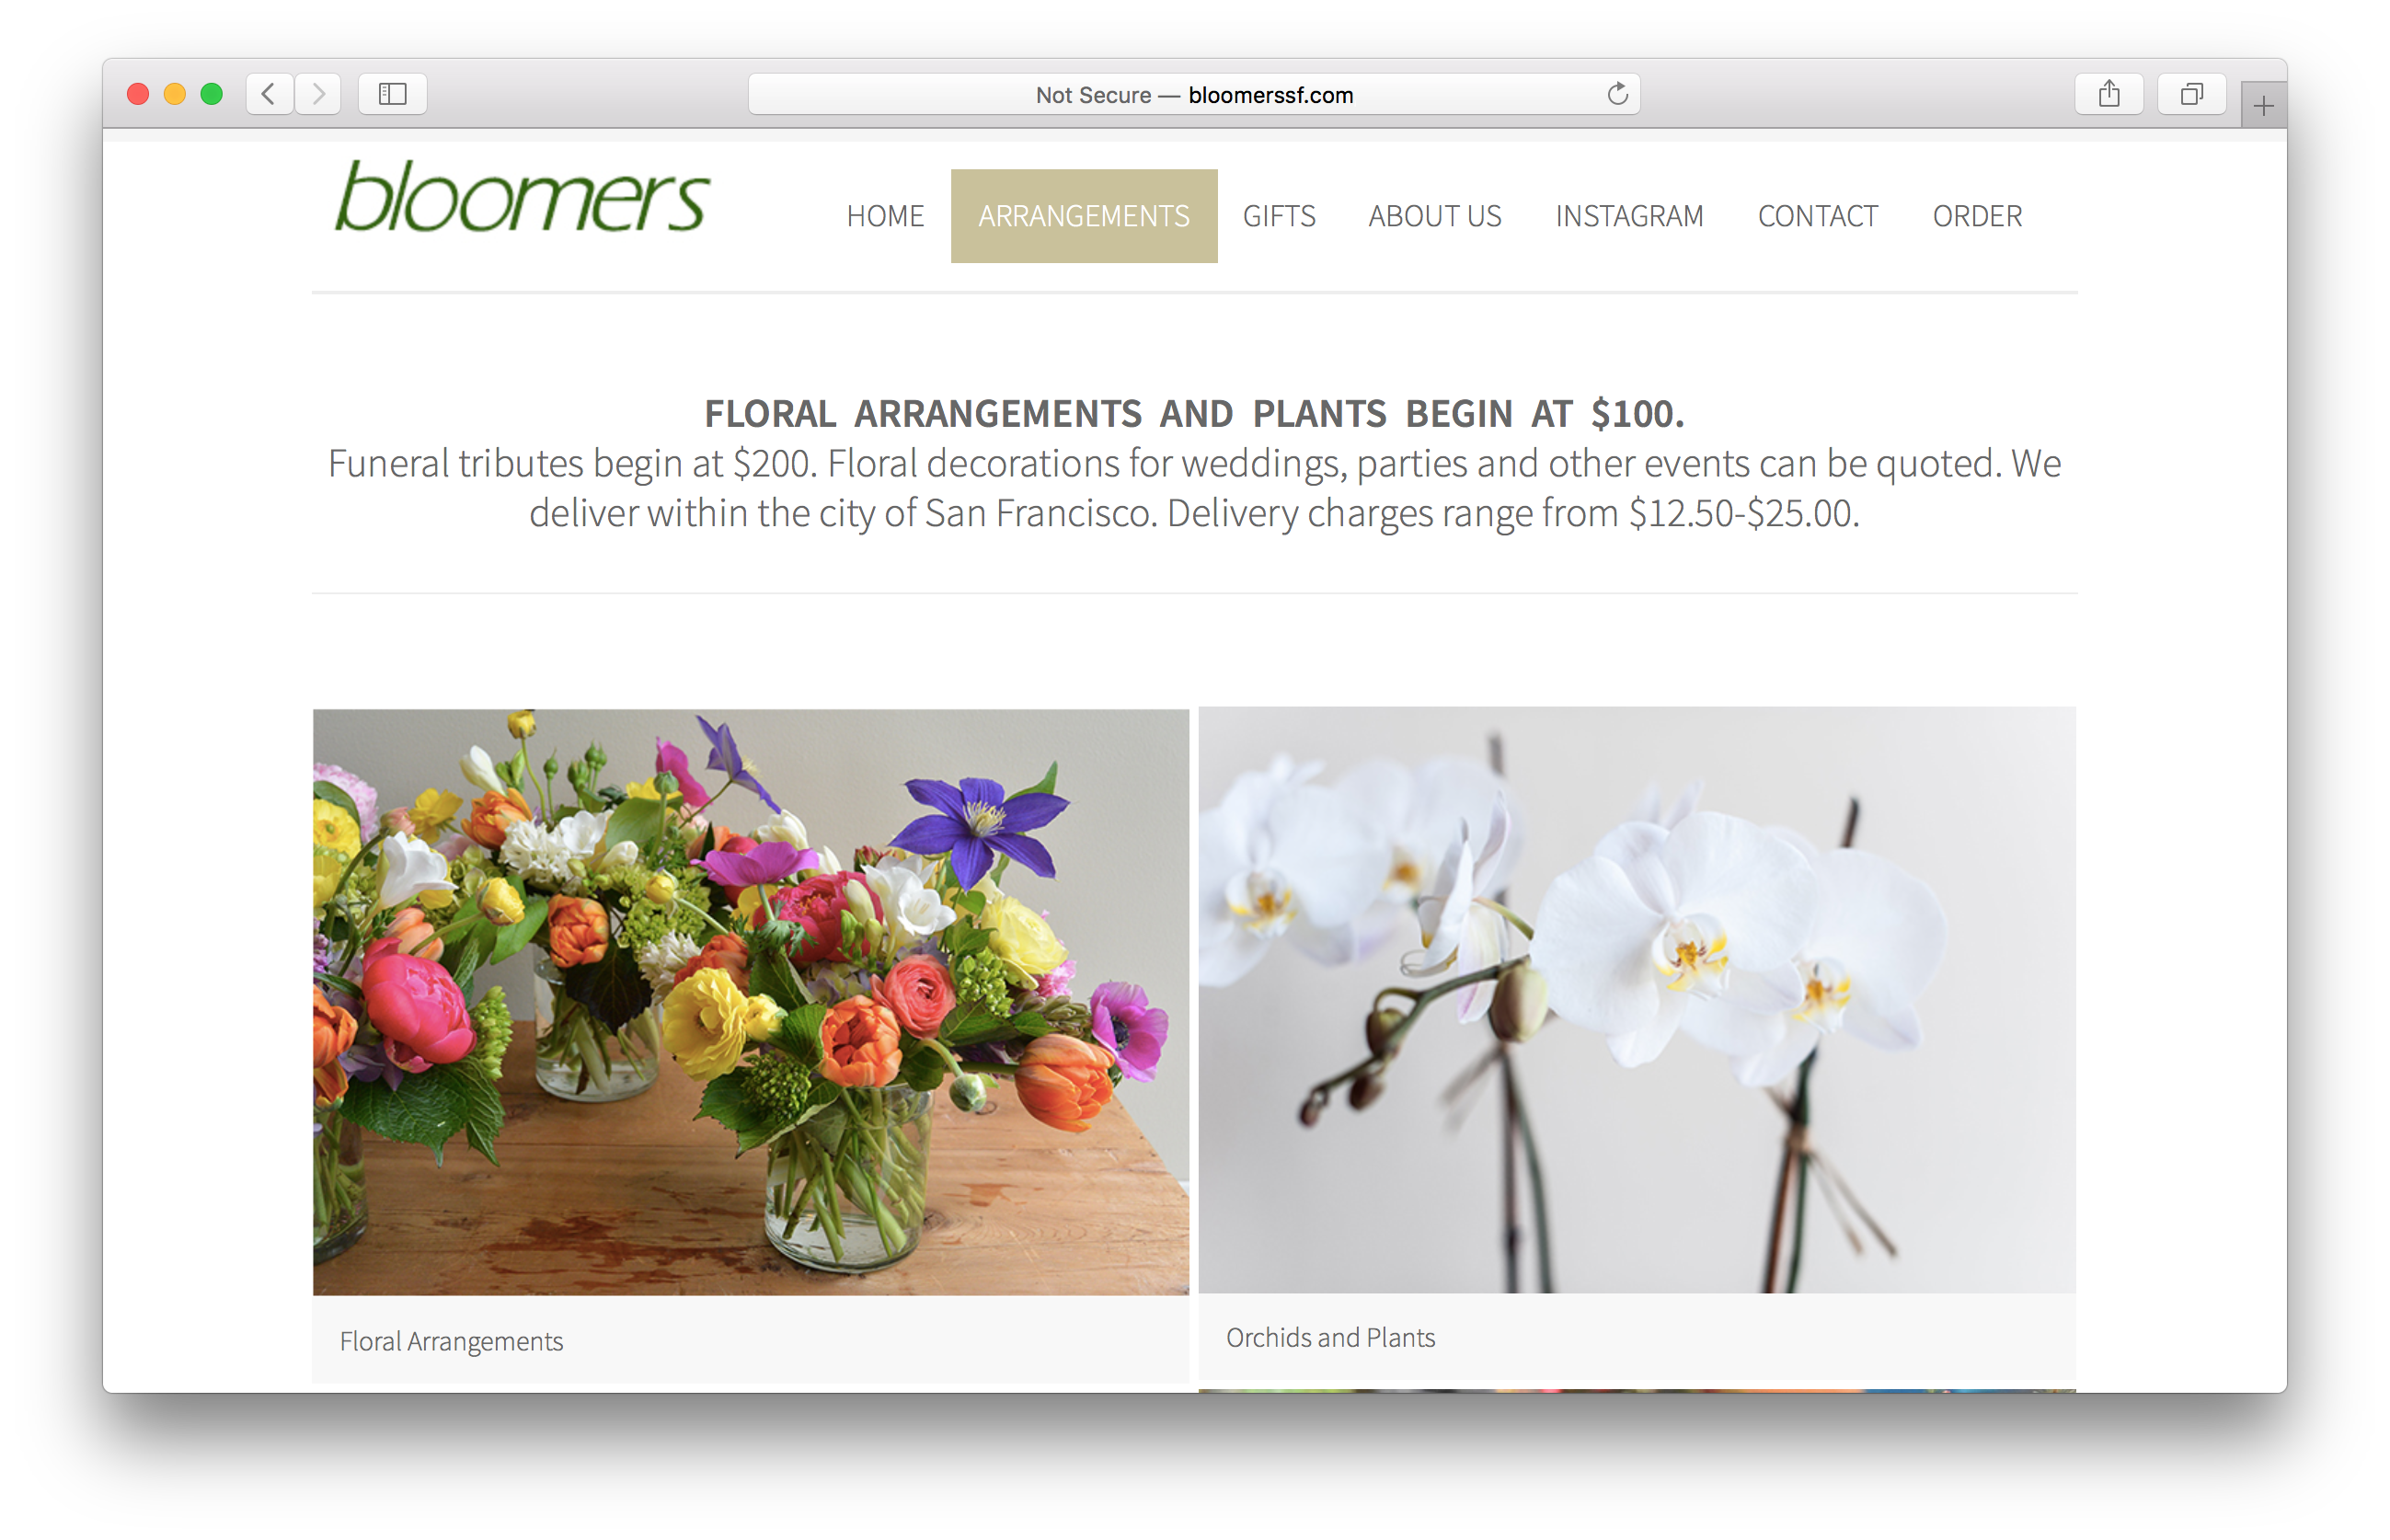 Not Secure — bloomerssf.com
bloomers
HOME ARRANGEMENTS GIFTS ABOUT US INSTAGRAM CONTACT ORDER
FLORAL ARRANGEMENTS AND PLANTS BEGIN AT $100.
Funeral tributes begin at $200. Floral decorations for weddings, parties and other events can be quoted. We
deliver within the city of San Francisco. Delivery charges range from $12.50-$25.00.
Floral Arrangements
Orchids and Plants